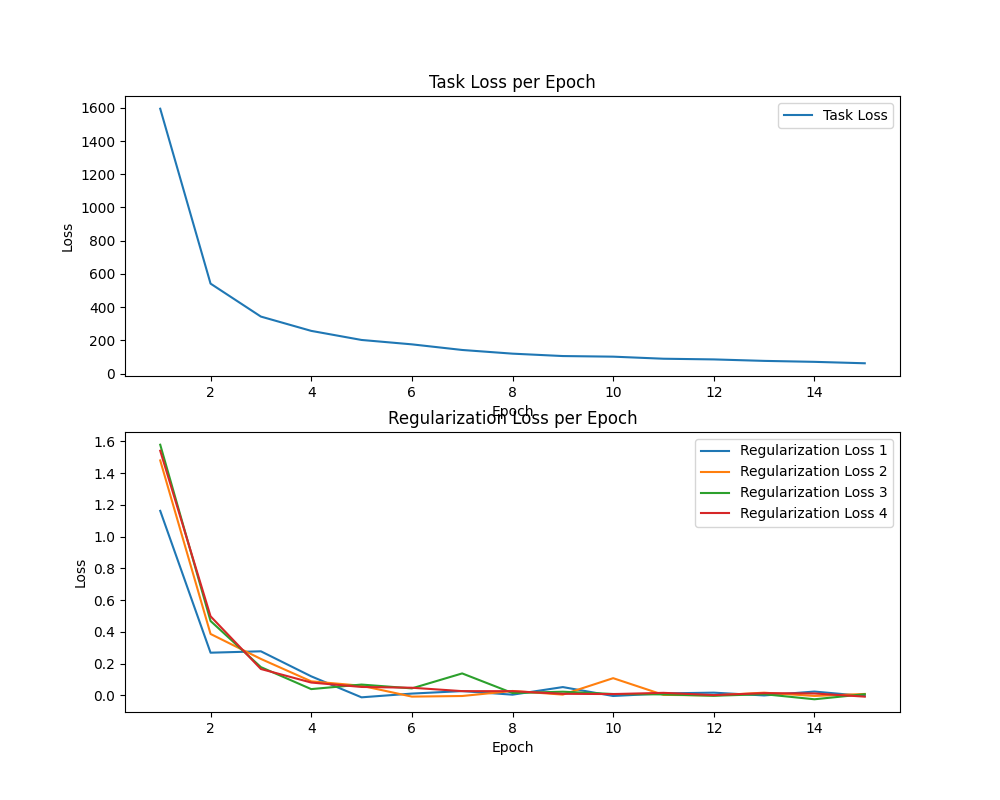 Task Loss per Epoch
Loss
1600
1400
1200
1000
800
600
400
200
0
Task Loss
2 4 6 8 10 12 14
Epoch
Regularization Loss per Epoch
Loss
1.6
1.4
1.2
1.0
0.8
0.6
0.4
0.2
0.0
Regularization Loss 1
Regularization Loss 2
Regularization Loss 3
Regularization Loss 4
2 4 6 8 10 12 14
Epoch